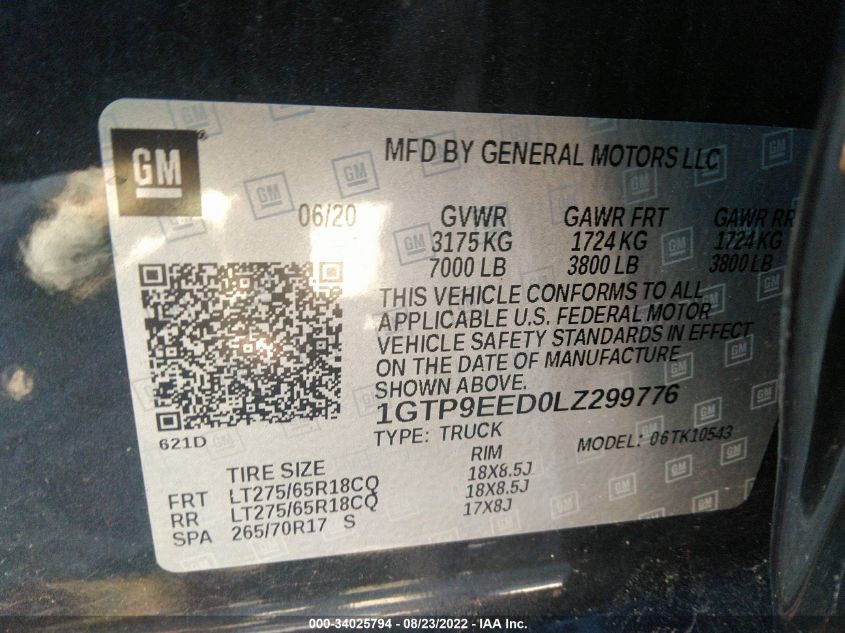 GM
MFD BY GENERAL MOTORS LLC
06/20
GVWR GAWR FRT GAWR RR
3175 KG 1724 KG 1724 KG
7000 LB 3800 LB 3800 LB
THIS VEHICLE CONFORMS TO ALL
APPLICABLE U.S. FEDERAL MOTOR
VEHICLE SAFETY STANDARDS IN EFFECT
ON THE DATE OF MANUFACTURE
SHOWN ABOVE.
1GTP9EED0LZ299776
621D
TYPE: TRUCK MODEL: 06TK10543
TIRE SIZE RIM
FRT LT275/65R18CQ 18X8.5J
RR LT275/65R18CQ 18X8.5J
SPA 265/70R17 S 17X8J
000-34025794 - 08/23/2022 - IAA Inc.